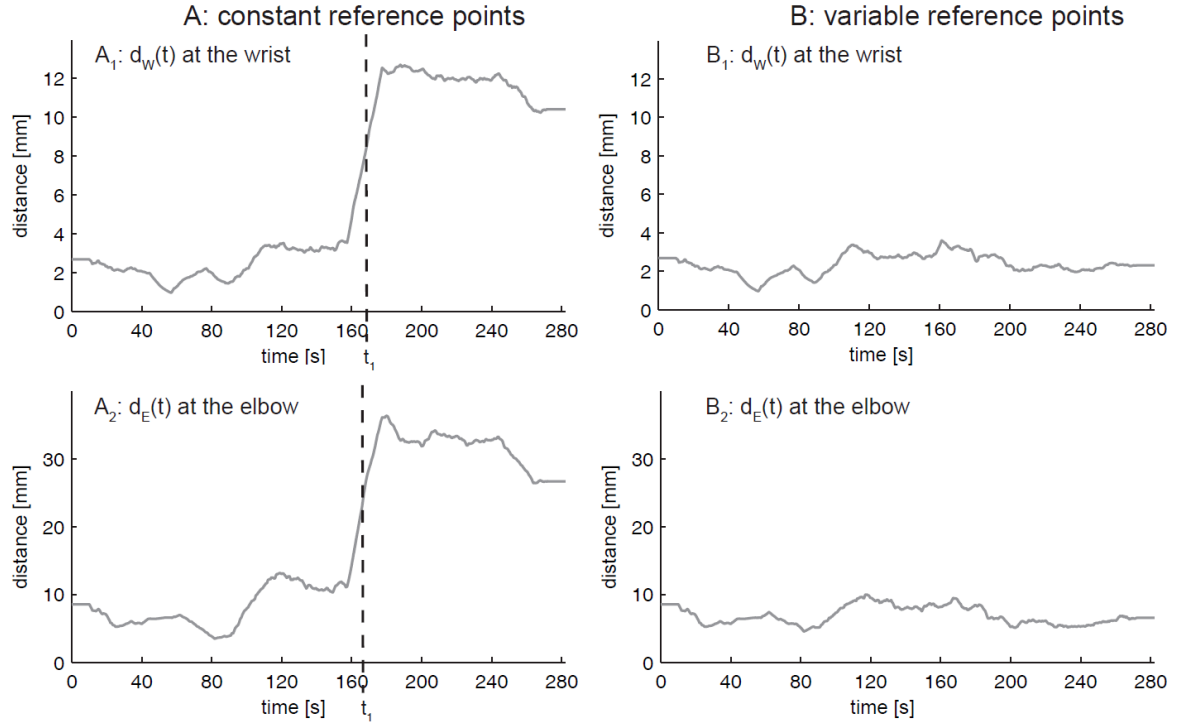 A: constant reference points
B: variable reference points
A1: dW(t) at the wrist
12
10
8
6
4
2
0
distance [mm]
0 40 80 120 160 200 240 280
time [s]
t1
B1: dW(t) at the wrist
12
10
8
6
4
2
0
distance [mm]
0 40 80 120 160 200 240 280
time [s]
A2: dE(t) at the elbow
30
20
10
0
distance [mm]
0 40 80 120 160 200 240 280
time [s]
t1
B2: dE(t) at the elbow
30
20
10
0
distance [mm]
0 40 80 120 160 200 240 280
time [s]